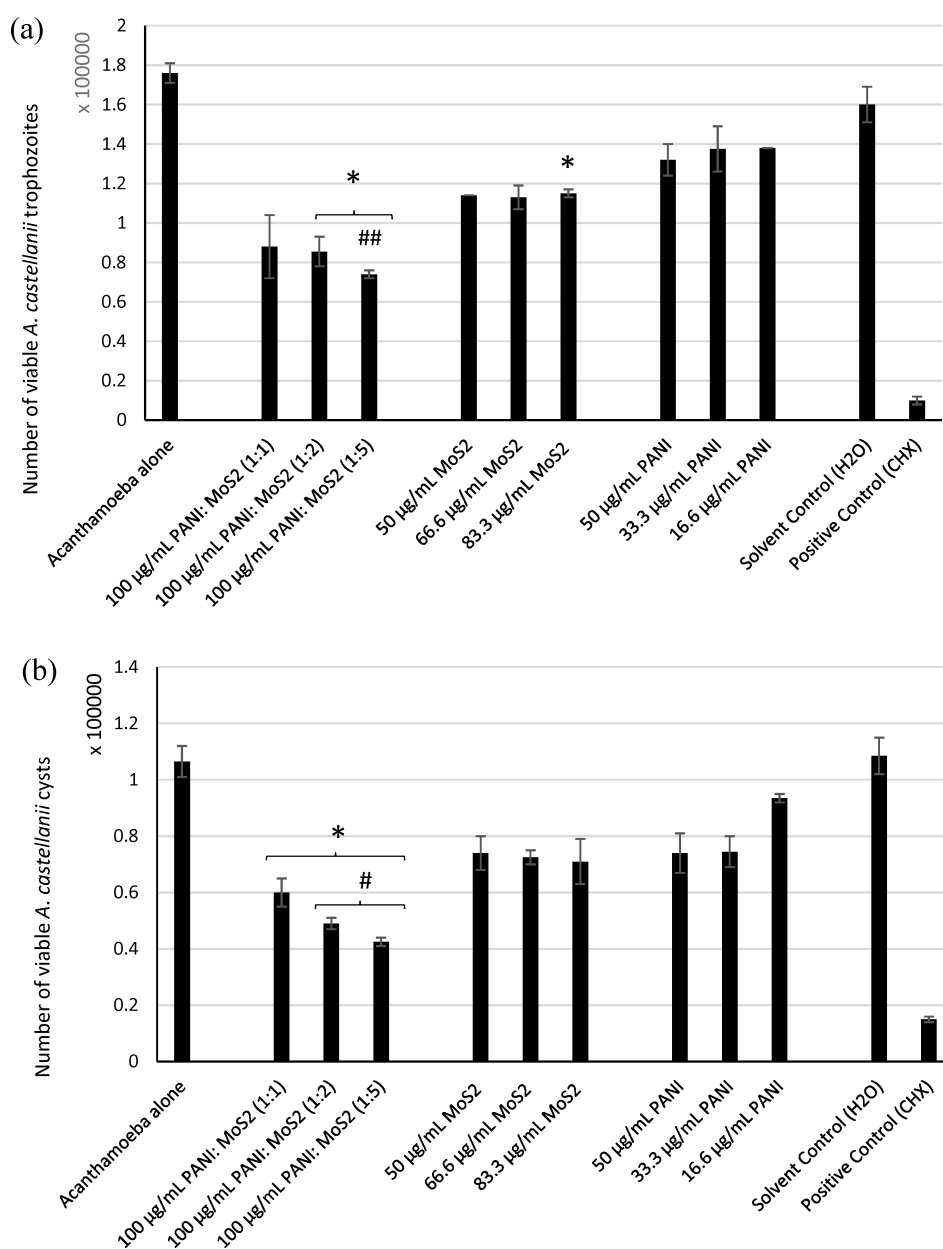 (a)
Number of viable A. castellanii trophozoites
x 100000
2
1.8
1.6
1.4
1.2
1
0.8
0.6
0.4
0.2
0
*
##
*
Acanthamoeba alone
100 µg/mL PANI: MoS2 (1:1)
100 µg/mL PANI: MoS2 (1:2)
100 µg/mL PANI: MoS2 (1:5)
50 µg/mL MoS2
66.6 µg/mL MoS2
83.3 µg/mL MoS2
50 µg/mL PANI
33.3 µg/mL PANI
16.6 µg/mL PANI
Solvent Control (H2O)
Positive Control (CHX)
(b)
Number of viable A. castellanii cysts
x 100000
1.4
1.2
1
0.8
0.6
0.4
0.2
0
*
#
Acanthamoeba alone
100 µg/mL PANI: MoS2 (1:1)
100 µg/mL PANI: MoS2 (1:2)
100 µg/mL PANI: MoS2 (1:5)
50 µg/mL MoS2
66.6 µg/mL MoS2
83.3 µg/mL MoS2
50 µg/mL PANI
33.3 µg/mL PANI
16.6 µg/mL PANI
Solvent Control (H2O)
Positive Control (CHX)